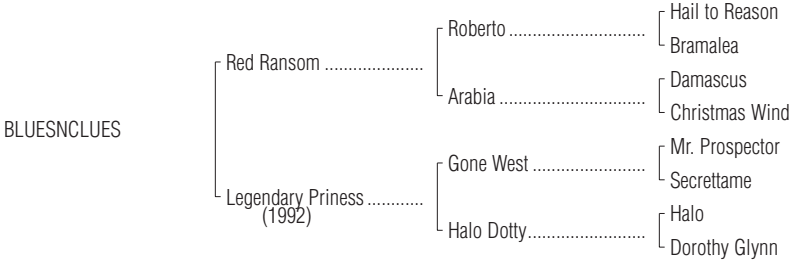 Hail to Reason
Roberto ............................
Bramalea
Red Ransom .....................
Damascus
Arabia ..............................
Christmas Wind
BLUESNCLUES
Mr. Prospector
Gone West .......................
Secrettame
Legendary Priness ............
(1992)
Halo
Halo Dotty........................
Dorothy Glynn